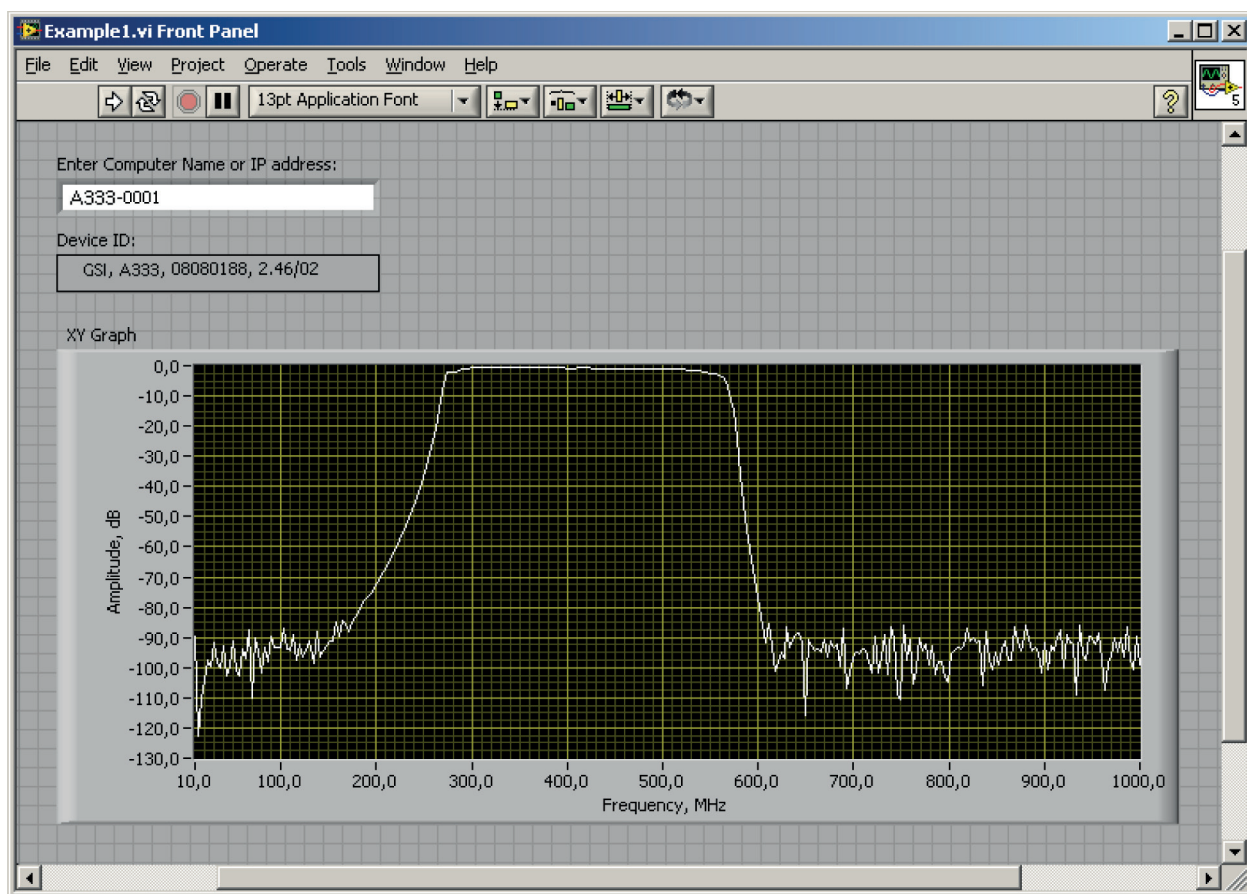 Example1.vi Front Panel
File Edit View Project Operate Tools Window Help
13pt Application Font
5
Enter Computer Name or IP address:
A333-0001
Device ID:
GSI, A333, 08080188, 2.46/02
XY Graph
0,0
-10,0
-20,0
-30,0
-40,0
-50,0
-60,0
-70,0
-80,0
-90,0
-100,0
-110,0
-120,0
-130,0
Amplitude, dB
10,0 100,0 200,0 300,0 400,0 500,0 600,0 700,0 800,0 900,0 1000,0
Frequency, MHz